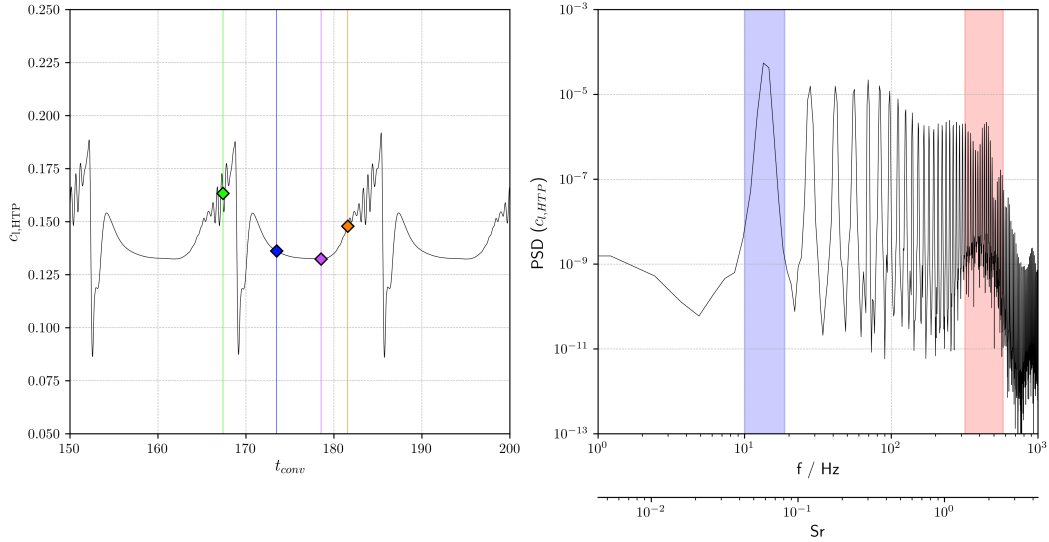 0.250
0.225
0.200
0.175
0.150
0.125
0.100
0.075
0.050
c_{l,HTP}
150 160 170 180 190 200
t_{conv}
10^{-3}
10^{-5}
10^{-7}
10^{-9}
10^{-11}
10^{-13}
PSD (c_{l,HTP})
10^0 10^1 10^2 10^3
f / Hz
10^{-2} 10^{-1} 10^0
Sr